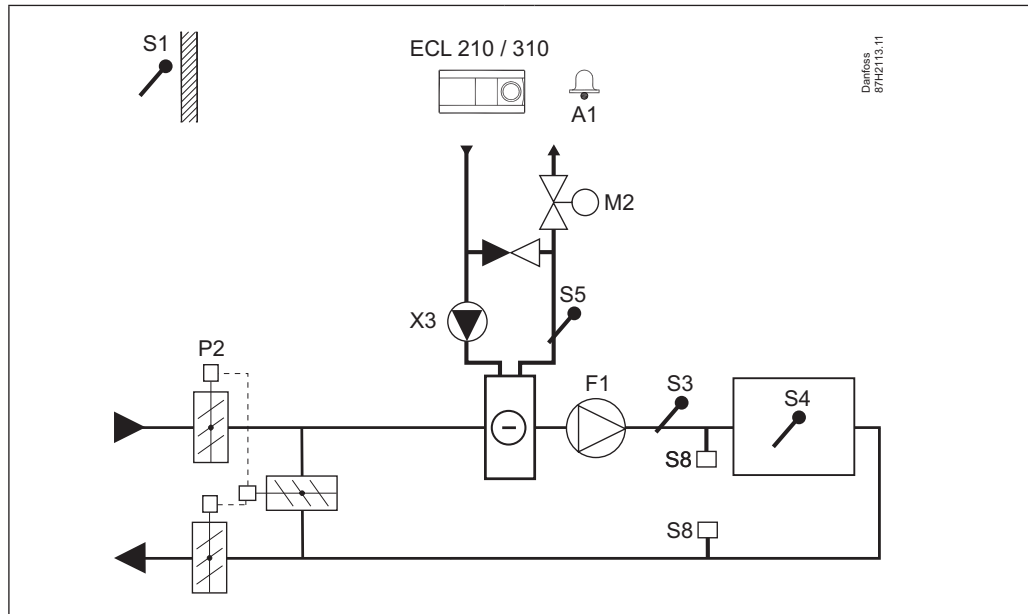 S1
ECL 210 / 310
A1
Danfoss
87H2113.11
M2
S5
X3
P2
F1
S3
S4
S8
S8